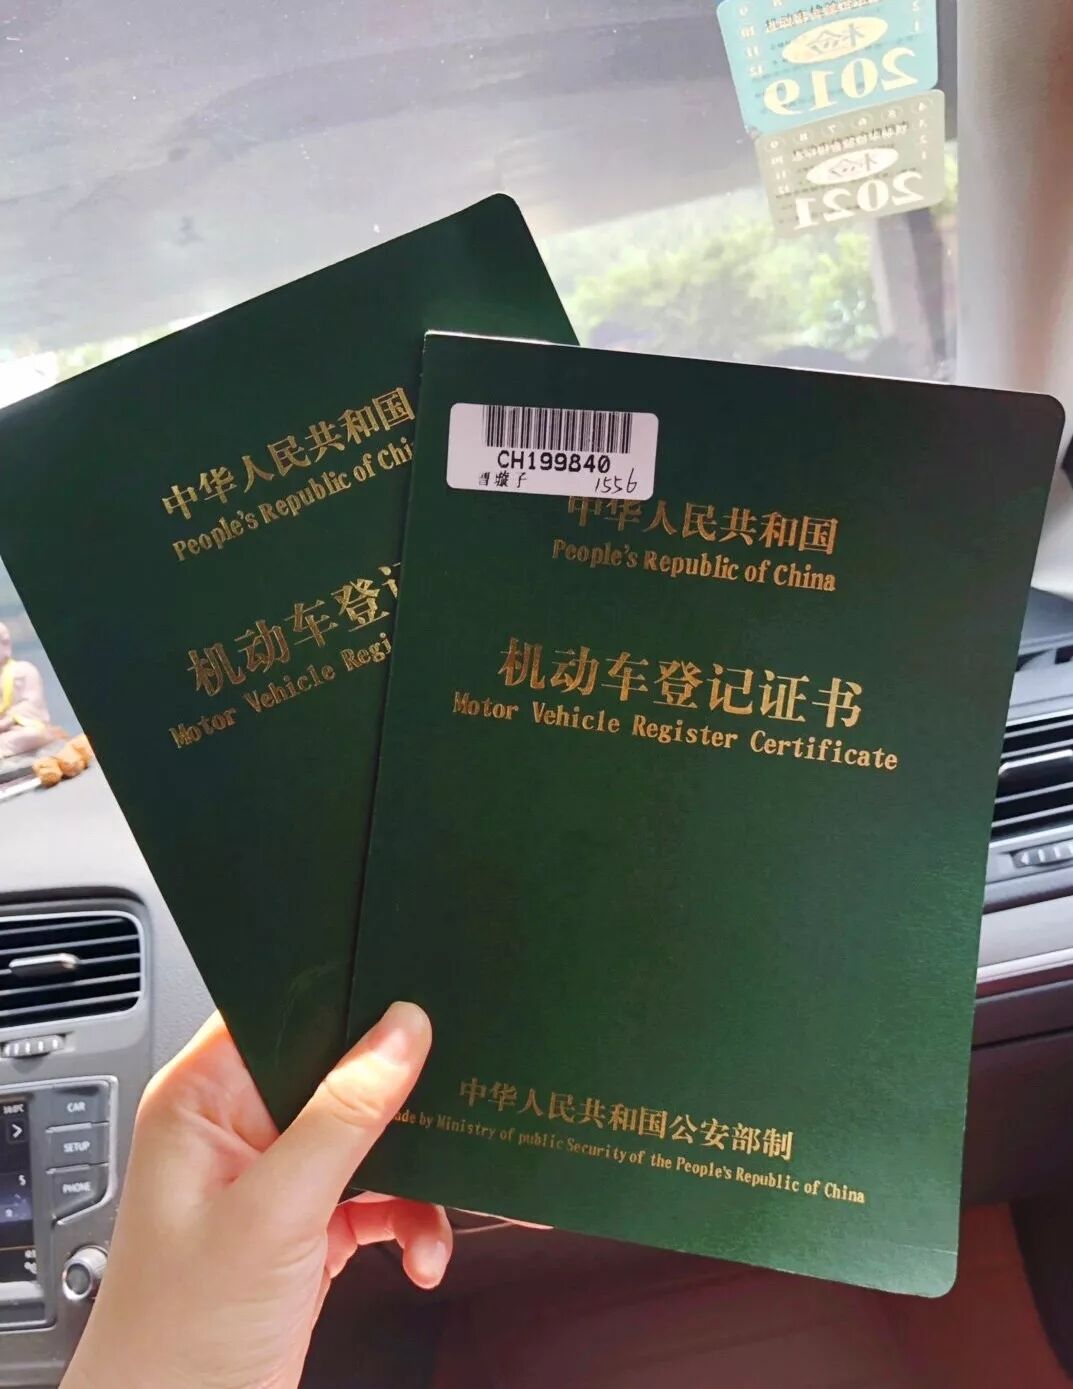 2019
2021
中华人民共和国
People's Republic of Chi
机动车登记
Motor Vehicle Regi
CH199840
1556
中华人民共和国
People's Republic of China
机动车登记证书
Motor Vehicle Register Certificate
中华人民共和国公安部制
ade by Ministry of public Security of the People's Republic of China
CAR
SETUP
PHONE